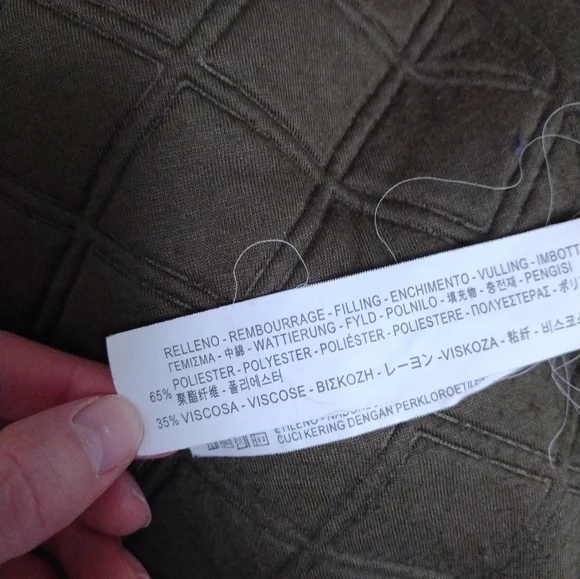 RELLENO - REMBOURRAGE - FILLING - ENCHIMENTO - VULLING - IMBOTT
ΓΕΜΙΣΜΑ - 中綿 - WATTIERUNG - FYLD - POLNILO - 填充物 - 충전재 - PENGISI
65% POLIESTER - POLYESTER - POLIÉSTER - POLIESTERE - ΠΟΛΥΕΣΤΕΡΑΣ - ポリ
聚酯纤维 - 폴리에스터
35% VISCOSA - VISCOSE - ΒΙΣΚΟΖΗ - レーヨン - VISKOZA - 粘纤 - 비스코스
CUCI KERING DENGAN PERKLOROETILEN